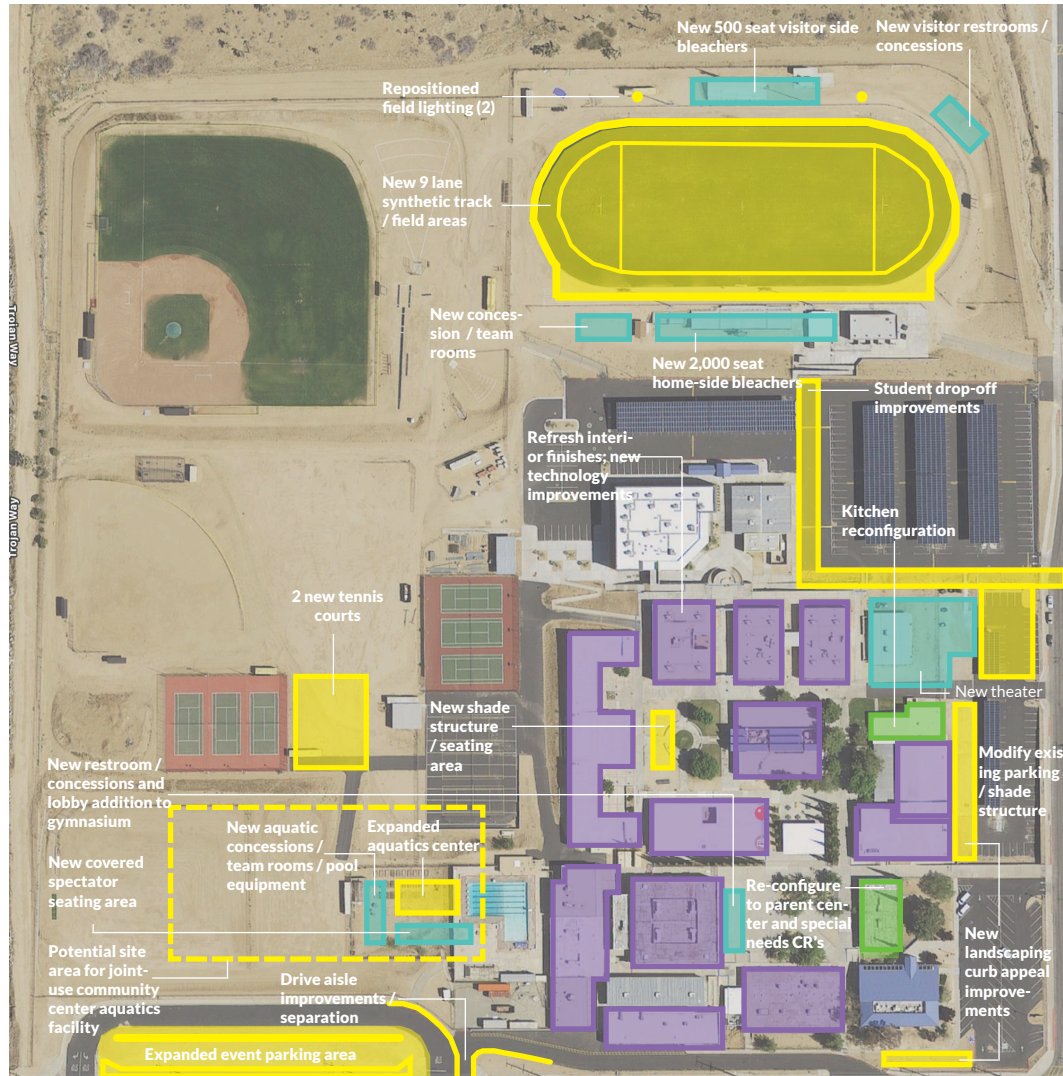 New 500 seat visitor side
bleachers
New visitor restrooms /
concessions
Repositioned
field lighting (2)
New 9 lane
synthetic track
/ field areas
Trojan Way
New conces-
sion / team
rooms
New 2,000 seat
home-side bleachers
Student drop-off
improvements
Refresh interi-
or finishes; new
technology
improvements
Trojan Way
Kitchen
reconfiguration
2 new tennis
courts
New theater
New shade
structure
/ seating
area
Modify exis
ing parking
/ shade
structure
New restroom /
concessions and
lobby addition to
gymnasium
New aquatic
concessions /
team rooms / pool
equipment
Expanded
aquatics center
New covered
spectator
seating area
Re-configure
to parent cen-
ter and special
needs CR's
New
landscaping
curb appeal
improve-
ments
Potential site
area for joint-
use community
center aquatics
facility
Drive aisle
improvements /
separation
Expanded event parking area